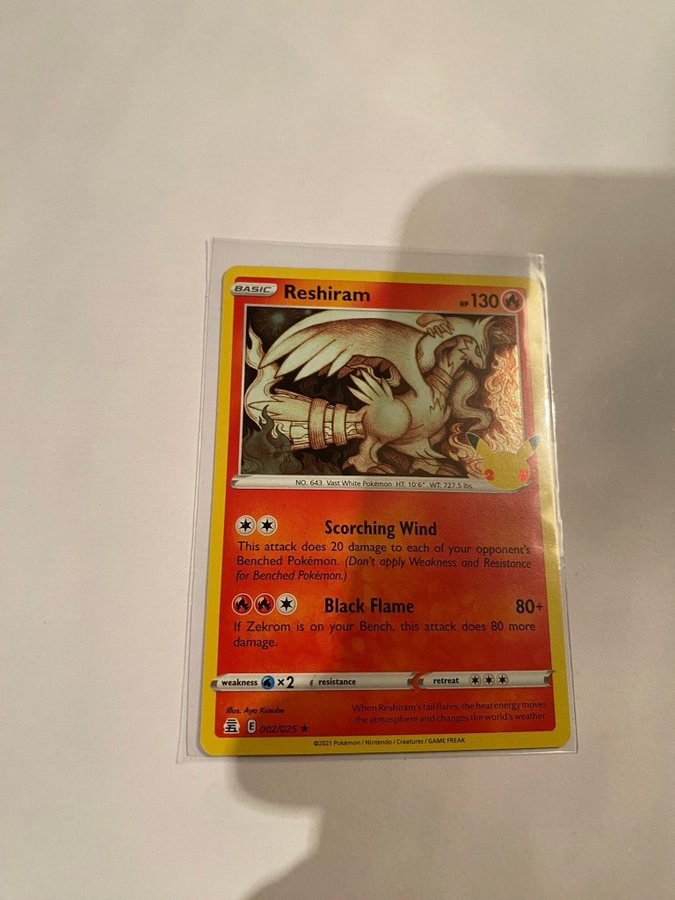 BASIC Reshiram HP 130
NO. 643 Vast White Pokémon HT: 10'6" WT: 727.5 lbs.
Scorching Wind
This attack does 20 damage to each of your opponent's
Benched Pokémon. (Don't apply Weakness and Resistance
for Benched Pokémon.)
Black Flame 80+
If Zekrom is on your Bench, this attack does 80 more
damage.
weakness ×2 resistance retreat
Illus. Aya Kusube
When Reshiram's tail flares, the heat energy moves
the atmosphere and changes the world's weather.
五 E 002/025 ★
©2021 Pokémon / Nintendo / Creatures / GAME FREAK